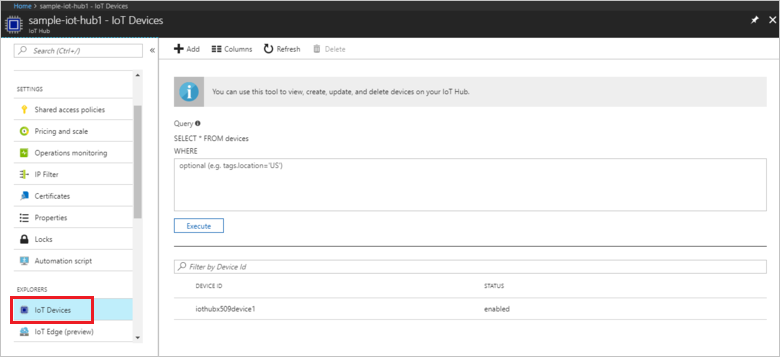 Home > sample-iot-hub1 - IoT Devices
sample-iot-hub1 - IoT Devices
IoT Hub
Search (Ctrl+/)
SETTINGS
Shared access policies
Pricing and scale
Operations monitoring
IP Filter
Certificates
Properties
Locks
Automation script
EXPLORERS
IoT Devices
IoT Edge (preview)
Add Columns Refresh Delete
You can use this tool to view, create, update, and delete devices on your IoT Hub.
Query
SELECT * FROM devices
WHERE
optional (e.g. tags.location='US')
Execute
Filter by Device Id
DEVICE ID STATUS
iothubx509device1 enabled